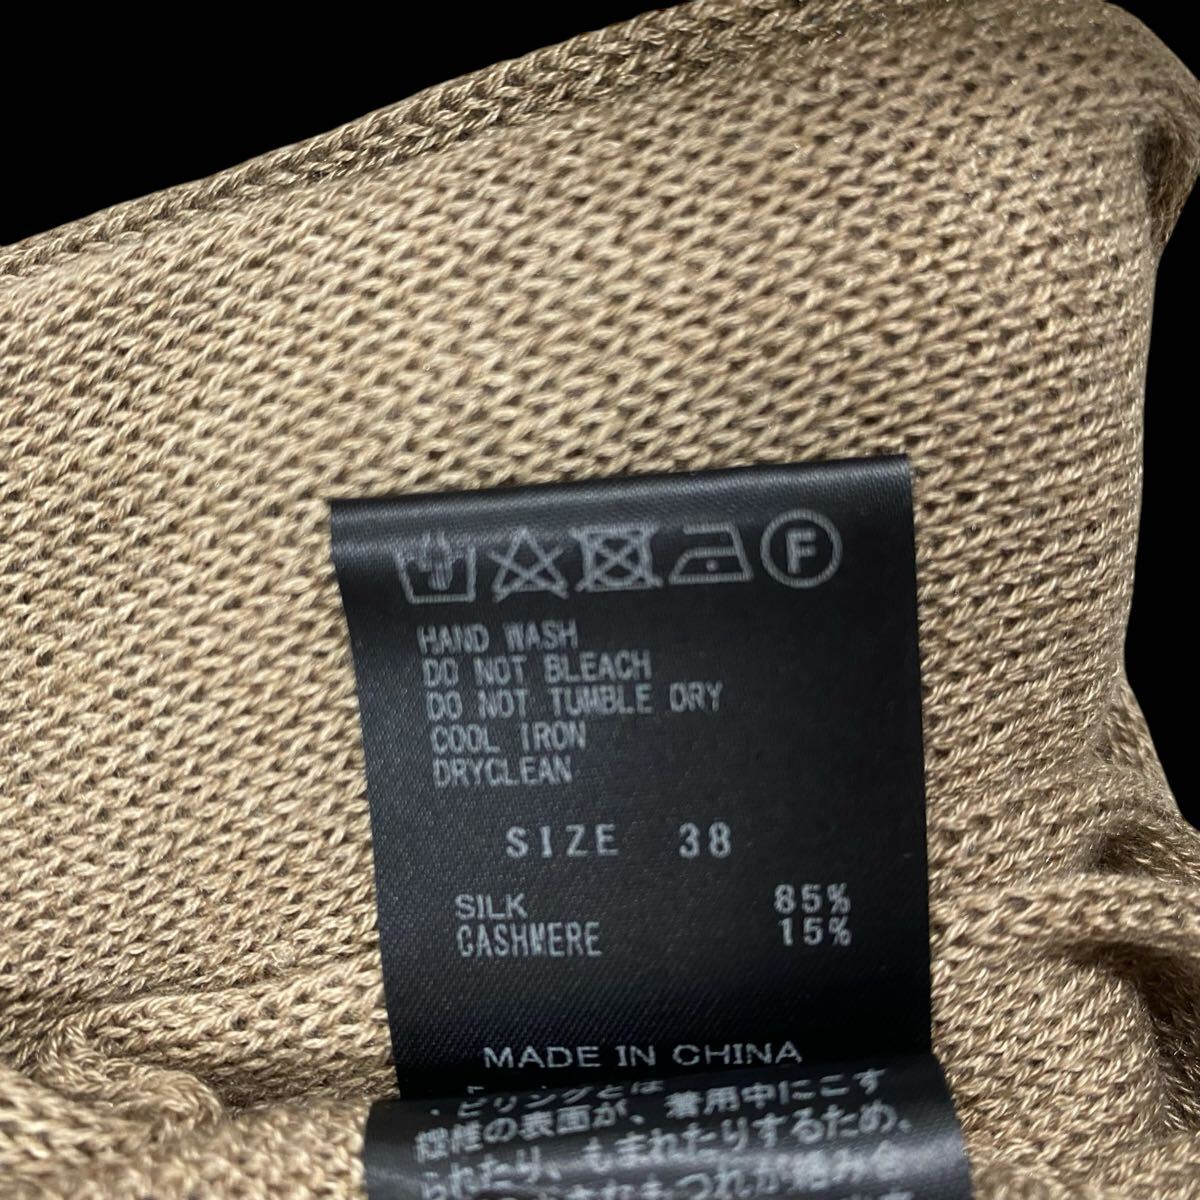 F
HAND WASH
DO NOT BLEACH
DO NOT TUMBLE DRY
COOL IRON
DRYCLEAN
SIZE 38
SILK 85%
CASHMERE 15%
MADE IN CHINA
・ピリングとは
繊維の表面が、着用中にこす
られたり、もまれたりするため、